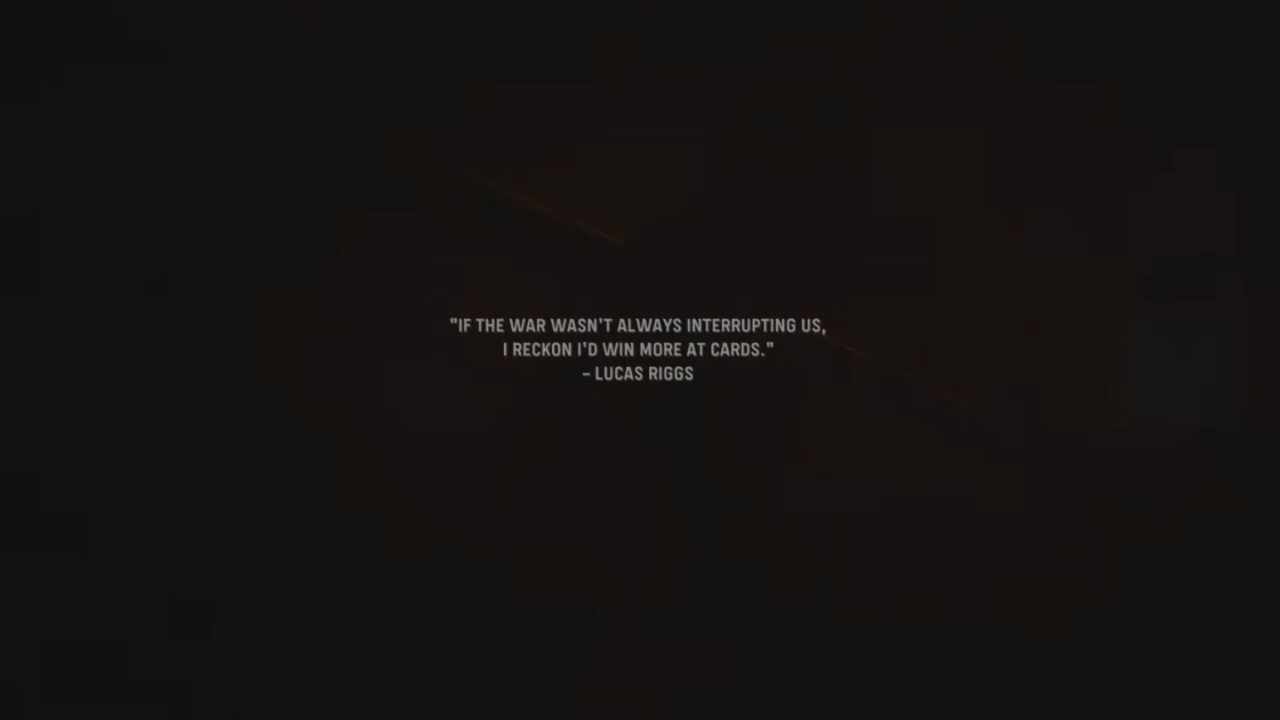 "IF THE WAR WASN'T ALWAYS INTERRUPTING US,
I RECKON I'D WIN MORE AT CARDS."
– LUCAS RIGGS